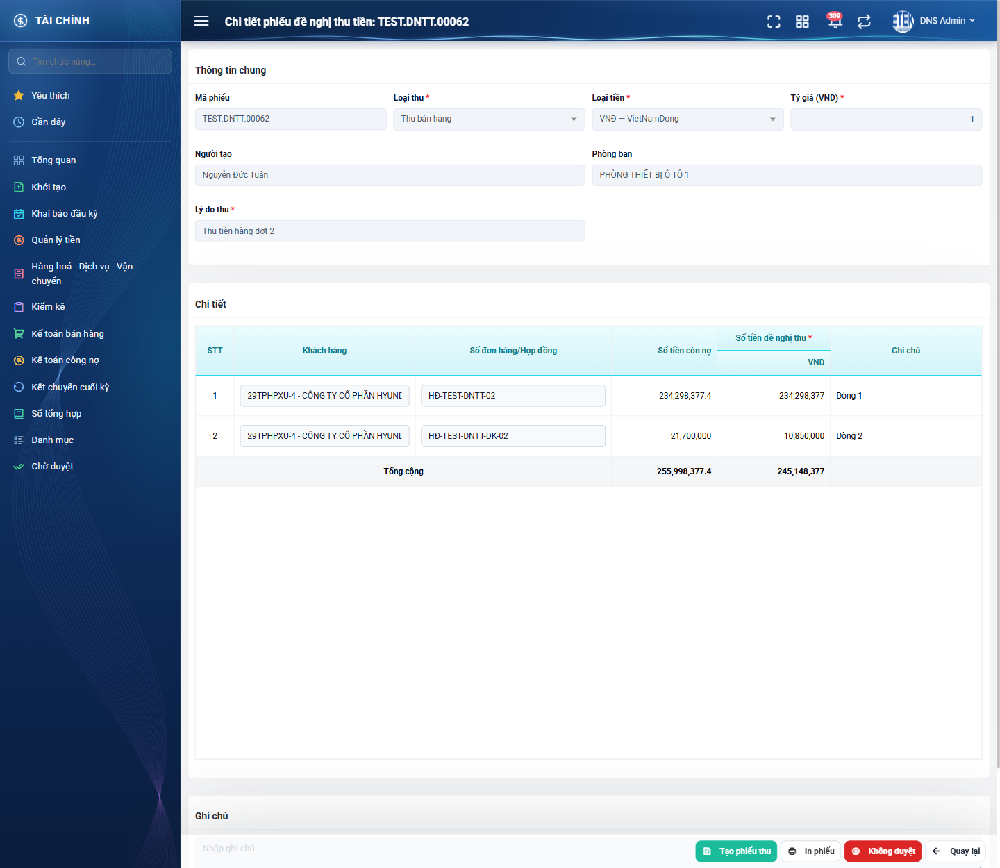 TÀI CHÍNH
Tìm chức năng...
Yêu thích
Gần đây
Tổng quan
Khởi tạo
Khai báo đầu kỳ
Quản lý tiền
Hàng hoá - Dịch vụ - Vận
chuyển
Kiểm kê
Kế toán bán hàng
Kế toán công nợ
Kết chuyển cuối kỳ
Sổ tổng hợp
Danh mục
Chờ duyệt
Chi tiết phiếu đề nghị thu tiền: TEST.DNTT.00062
309
DNS Admin
Thông tin chung
Mã phiếu
Loại thu *
Loại tiền *
Tỷ giá (VND) *
TEST.DNTT.00062
Thu bán hàng
VNĐ — VietNamDong
1
Người tạo
Phòng ban
Nguyễn Đức Tuân
PHÒNG THIẾT BỊ Ô TÔ 1
Lý do thu *
Thu tiền hàng đợt 2
Chi tiết
STT
Khách hàng
Số đơn hàng/Hợp đồng
Số tiền còn nợ
Số tiền đề nghị thu *
VND
Ghi chú
1
29TPHPXU-4 - CÔNG TY CỔ PHẦN HYUND
HĐ-TEST-DNTT-02
234,298,377.4
234,298,377
Dòng 1
2
29TPHPXU-4 - CÔNG TY CỔ PHẦN HYUND
HĐ-TEST-DNTT-DK-02
21,700,000
10,850,000
Dòng 2
Tổng cộng
255,998,377.4
245,148,377
Ghi chú
Nhập ghi chú
Tạo phiếu thu
In phiếu
Không duyệt
Quay lại